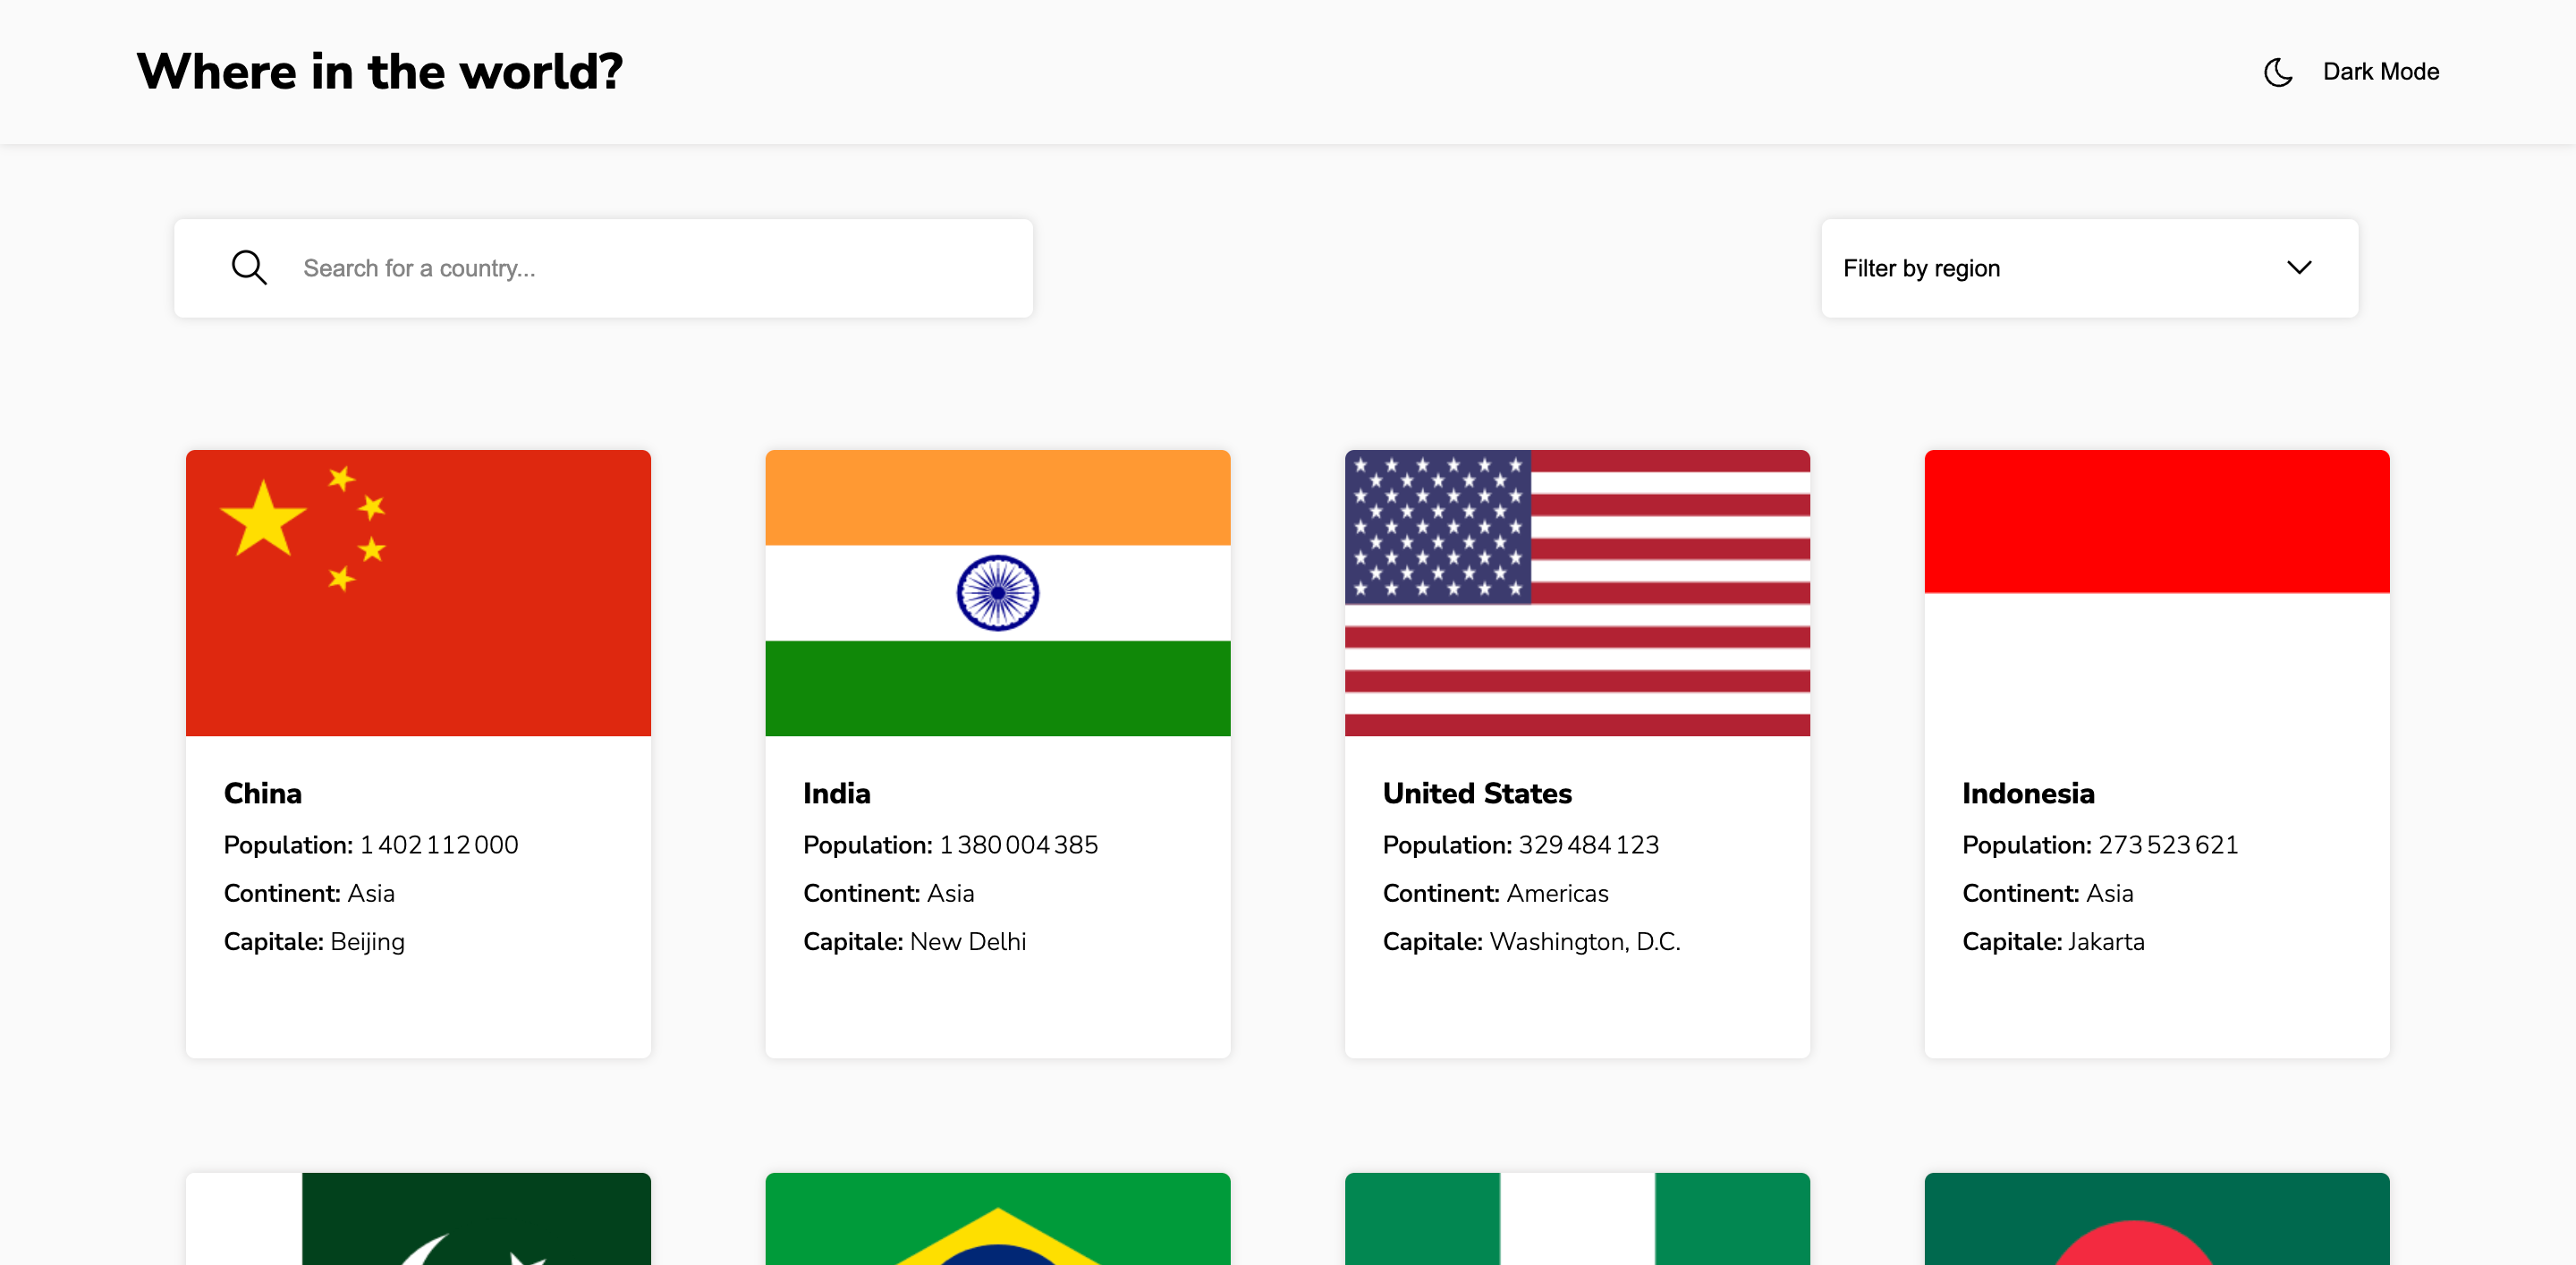 Where in the world?
Dark Mode
Search for a country...
Filter by region
China
Population: 1 402 112 000
Continent: Asia
Capitale: Beijing
India
Population: 1 380 004 385
Continent: Asia
Capitale: New Delhi
United States
Population: 329 484 123
Continent: Americas
Capitale: Washington, D.C.
Indonesia
Population: 273 523 621
Continent: Asia
Capitale: Jakarta